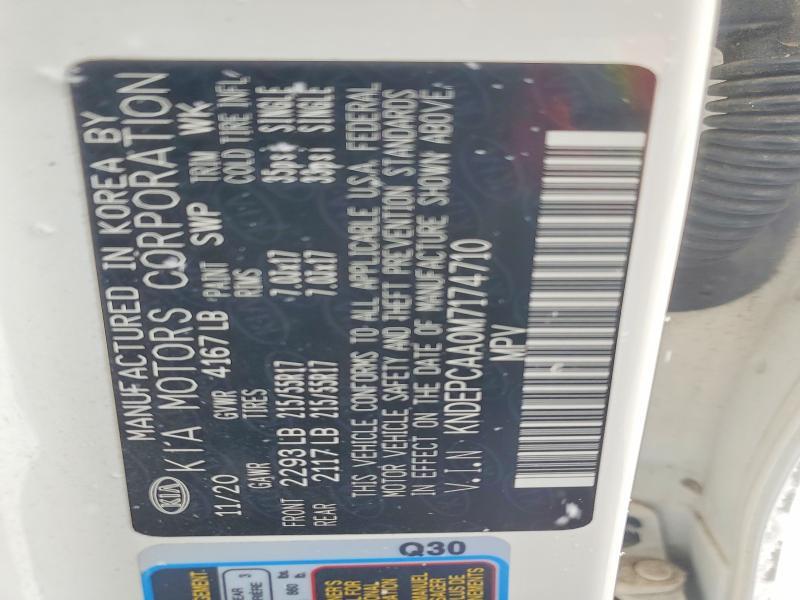 MANUFACTURED IN KOREA BY
KIA KIA MOTORS CORPORATION
11/20 GVWR 4167 LB PAINT SWP TRIM WK
GAWR TIRES RIMS COLD TIRE INFL
FRONT 2293 LB 215/55R17 7.0Jx17 35psi SINGLE
REAR 2117 LB 215/55R17 7.0Jx17 36psi SINGLE
THIS VEHICLE CONFORMS TO ALL APPLICABLE U.S.A. FEDERAL
MOTOR VEHICLE SAFETY AND THEFT PREVENTION STANDARDS
IN EFFECT ON THE DATE OF MANUFACTURE SHOWN ABOVE.
V.I.N KNDEPCAA0M7174710
MPV
Q30